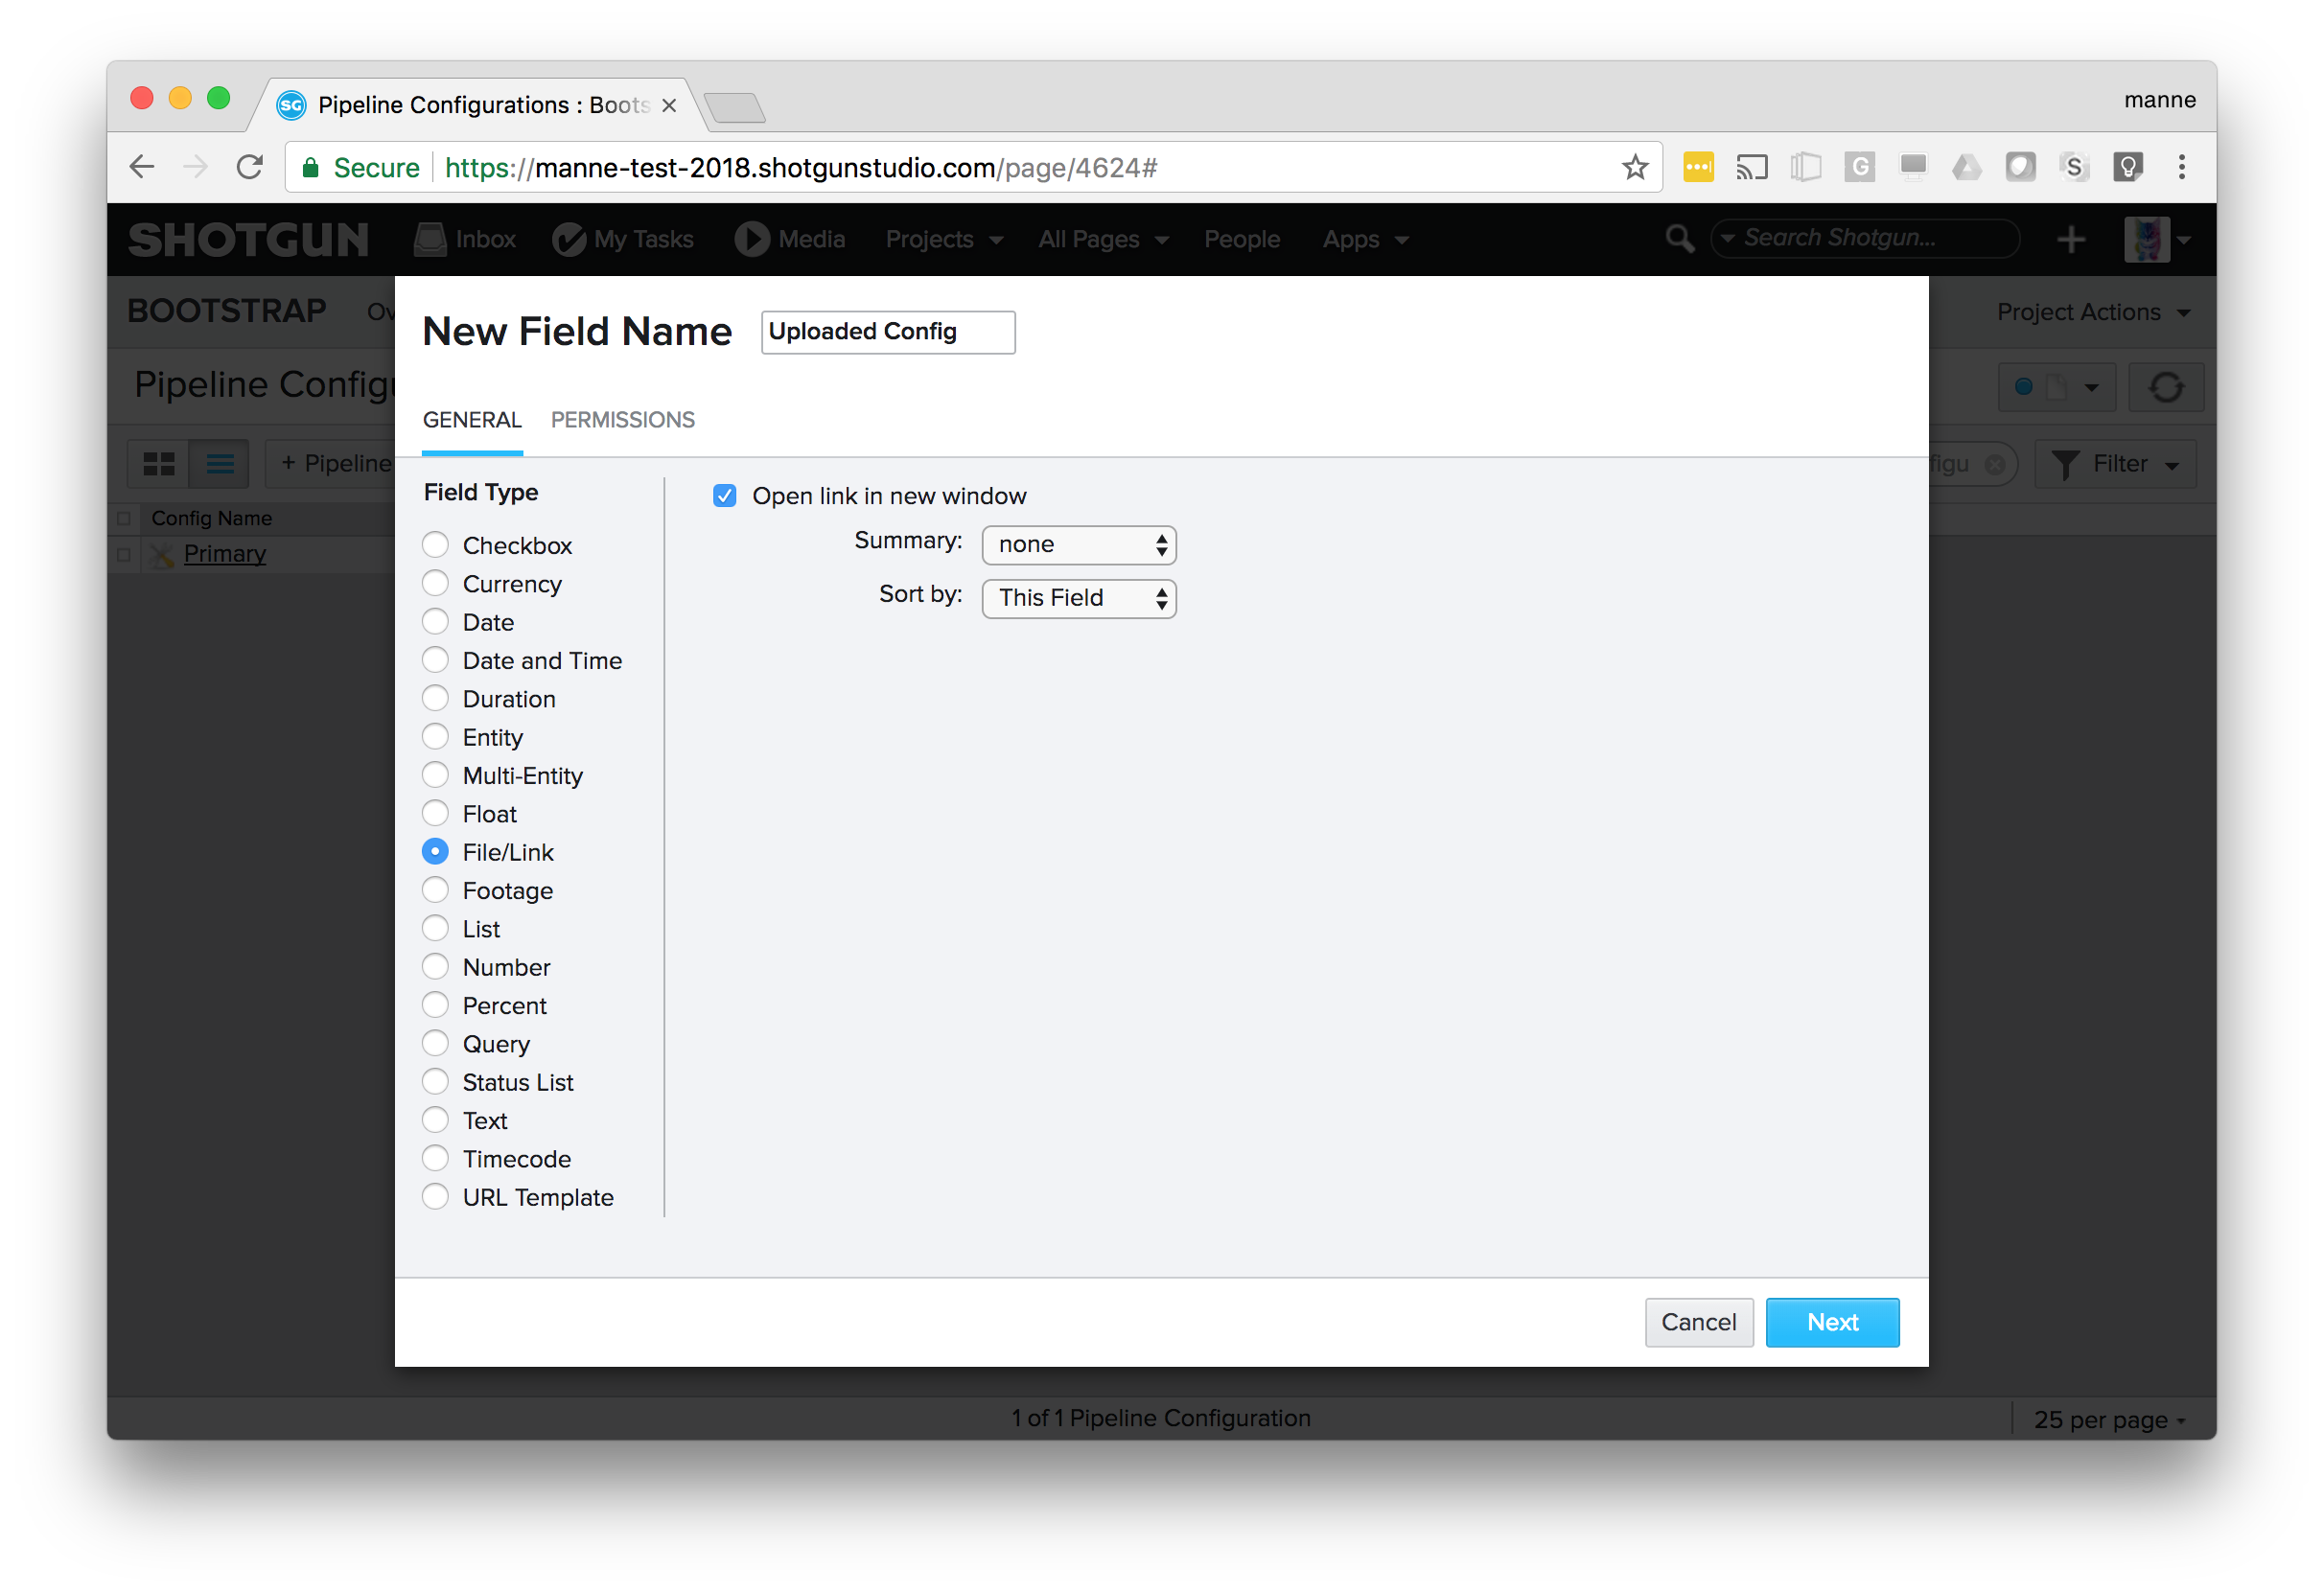 SG Pipeline Configurations : Boots
manne
Secure https://manne-test-2018.shotgunstudio.com/page/4624#
G S
SHOTGUN Inbox My Tasks Media Projects All Pages People Apps Search Shotgun...
BOOTSTRAP Project Actions
New Field Name Uploaded Config
Pipeline
GENERAL PERMISSIONS
+ Pipeline
Filter
Field Type
Open link in new window
Config Name
Summary: none
Checkbox
Primary
Currency
Sort by: This Field
Date
Date and Time
Duration
Entity
Multi-Entity
Float
File/Link
Footage
List
Number
Percent
Query
Status List
Text
Timecode
URL Template
Cancel Next
1 of 1 Pipeline Configuration
25 per page